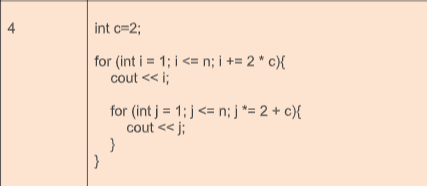 4
int c=2;
for (int i = 1; i <= n; i += 2 * c){
cout << i;
for (int j = 1; j <= n; j *= 2 + c){
cout << j;
}
}